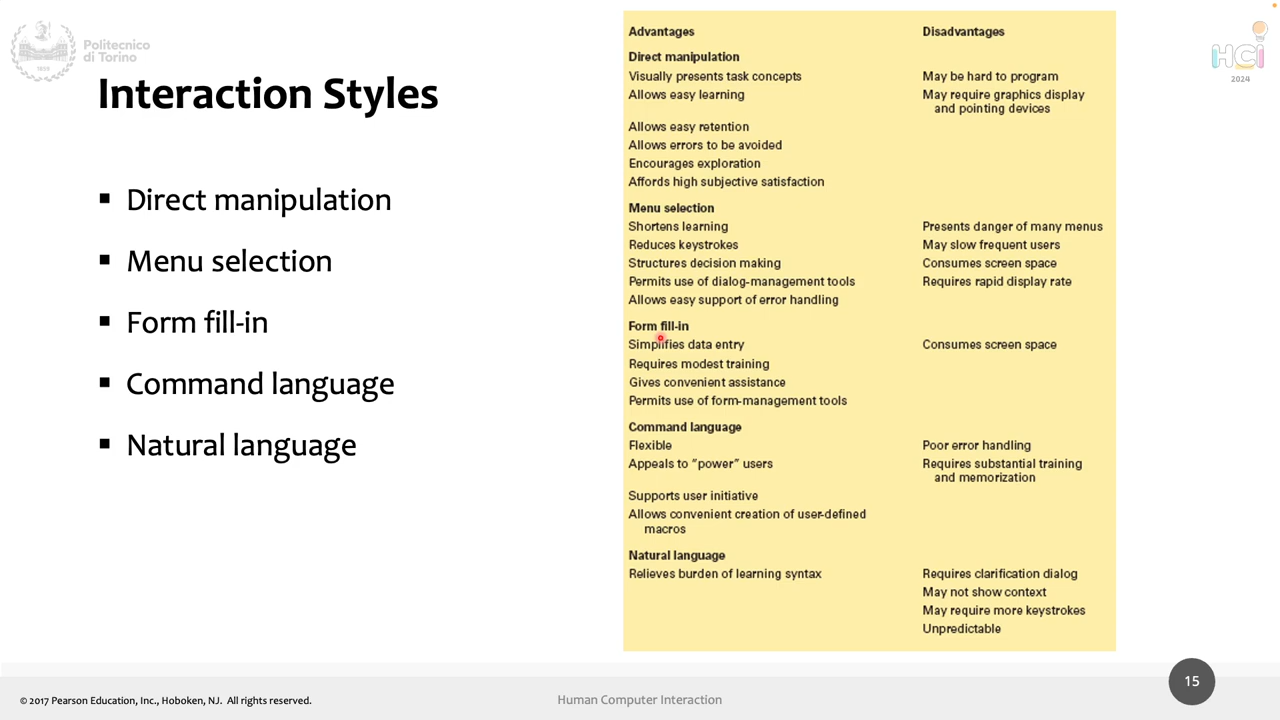 Politecnico
di Torino
1859
HCI
2024
Interaction Styles
▪ Direct manipulation
▪ Menu selection
▪ Form fill-in
▪ Command language
▪ Natural language
Advantages Disadvantages
Direct manipulation
Visually presents task concepts May be hard to program
Allows easy learning May require graphics display
and pointing devices
Allows easy retention
Allows errors to be avoided
Encourages exploration
Affords high subjective satisfaction
Menu selection
Shortens learning Presents danger of many menus
Reduces keystrokes May slow frequent users
Structures decision making Consumes screen space
Permits use of dialog-management tools Requires rapid display rate
Allows easy support of error handling
Form fill-in
Simplifies data entry Consumes screen space
Requires modest training
Gives convenient assistance
Permits use of form-management tools
Command language
Flexible Poor error handling
Appeals to "power" users Requires substantial training
and memorization
Supports user initiative
Allows convenient creation of user-defined
macros
Natural language
Relieves burden of learning syntax Requires clarification dialog
May not show context
May require more keystrokes
Unpredictable
© 2017 Pearson Education, Inc., Hoboken, NJ. All rights reserved.
Human Computer Interaction
15